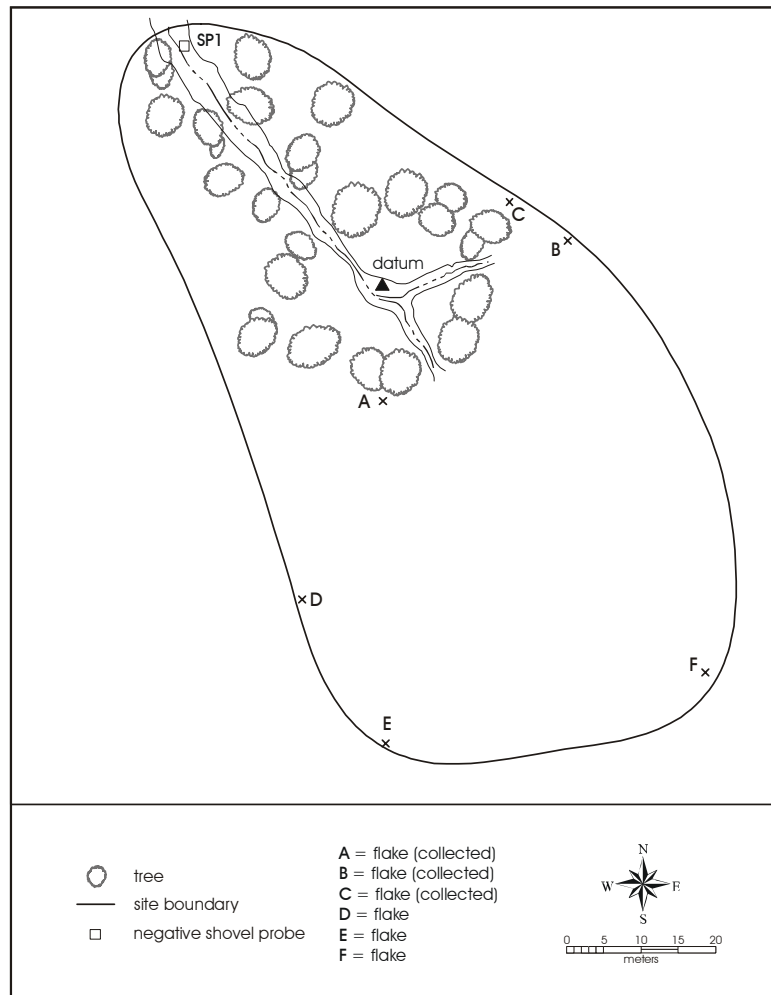 SP1
C
B
datum
A
D
F
E
tree
site boundary
negative shovel probe
A = flake (collected)
B = flake (collected)
C = flake (collected)
D = flake
E = flake
F = flake
N
W E
S
0 5 10 15 20
meters